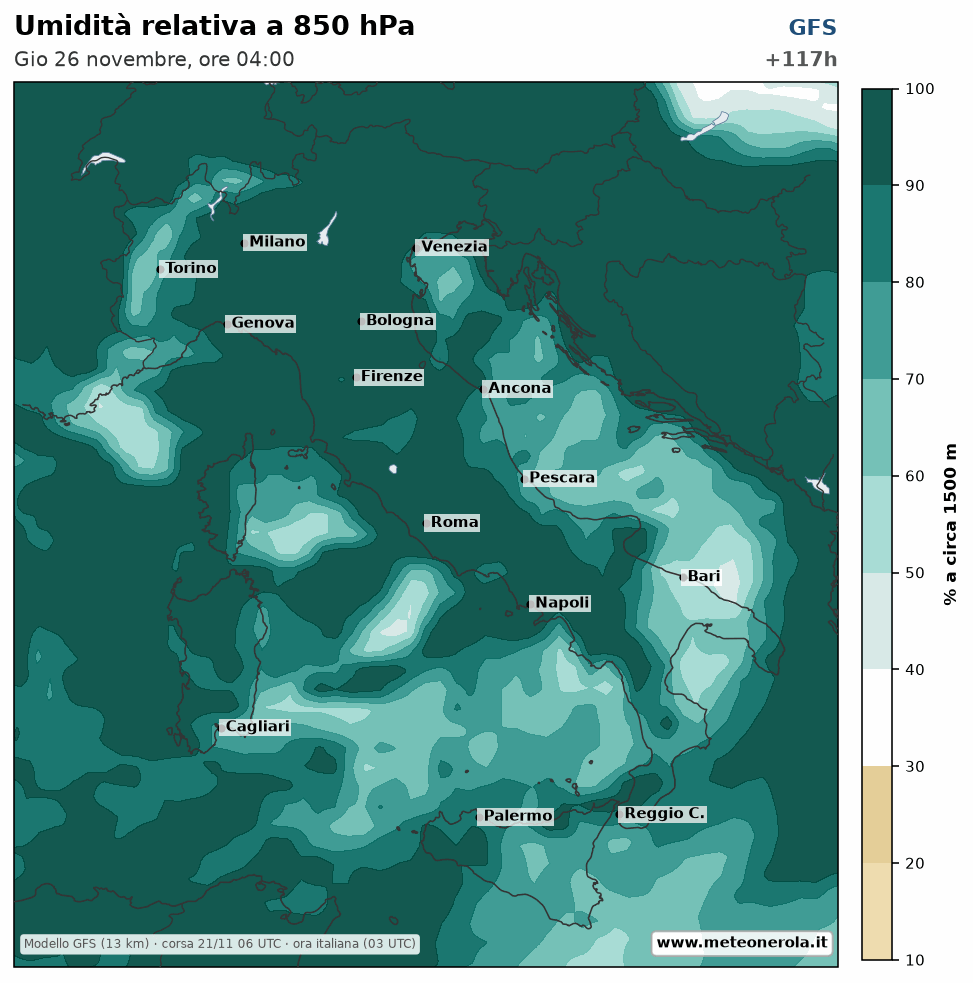 Umidità relativa a 850 hPa
GFS
Gio 26 novembre, ore 04:00
+117h
Milano
Venezia
Torino
Genova
Bologna
Firenze
Ancona
Pescara
Roma
Bari
Napoli
Cagliari
Palermo
Reggio C.
100
90
80
70
60
50
40
30
20
10
% a circa 1500 m
Modello GFS (13 km) · corsa 21/11 06 UTC · ora italiana (03 UTC)
www.meteonerola.it